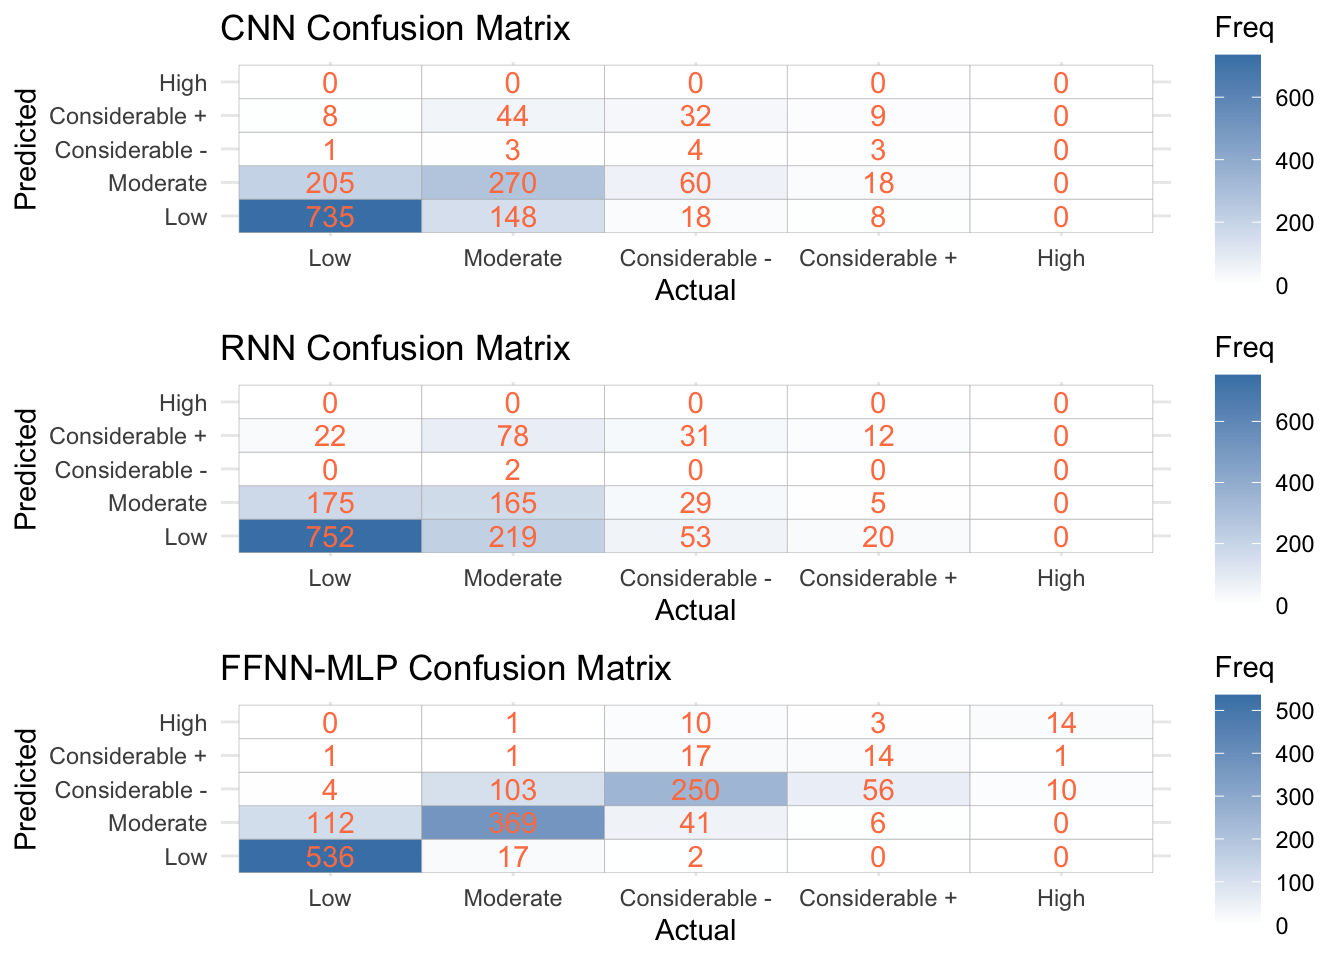 CNN Confusion Matrix
Freq
Predicted
High 0 0 0 0 0
Considerable + 8 44 32 9 0
Considerable - 1 3 4 3 0
Moderate 205 270 60 18 0
Low 735 148 18 8 0
Low Moderate Considerable - Considerable + High
Actual
600
400
200
0
RNN Confusion Matrix
Freq
Predicted
High 0 0 0 0 0
Considerable + 22 78 31 12 0
Considerable - 0 2 0 0 0
Moderate 175 165 29 5 0
Low 752 219 53 20 0
Low Moderate Considerable - Considerable + High
Actual
600
400
200
0
FFNN-MLP Confusion Matrix
Freq
Predicted
High 0 1 10 3 14
Considerable + 1 1 17 14 1
Considerable - 4 103 250 56 10
Moderate 112 369 41 6 0
Low 536 17 2 0 0
Low Moderate Considerable - Considerable + High
Actual
500
400
300
200
100
0